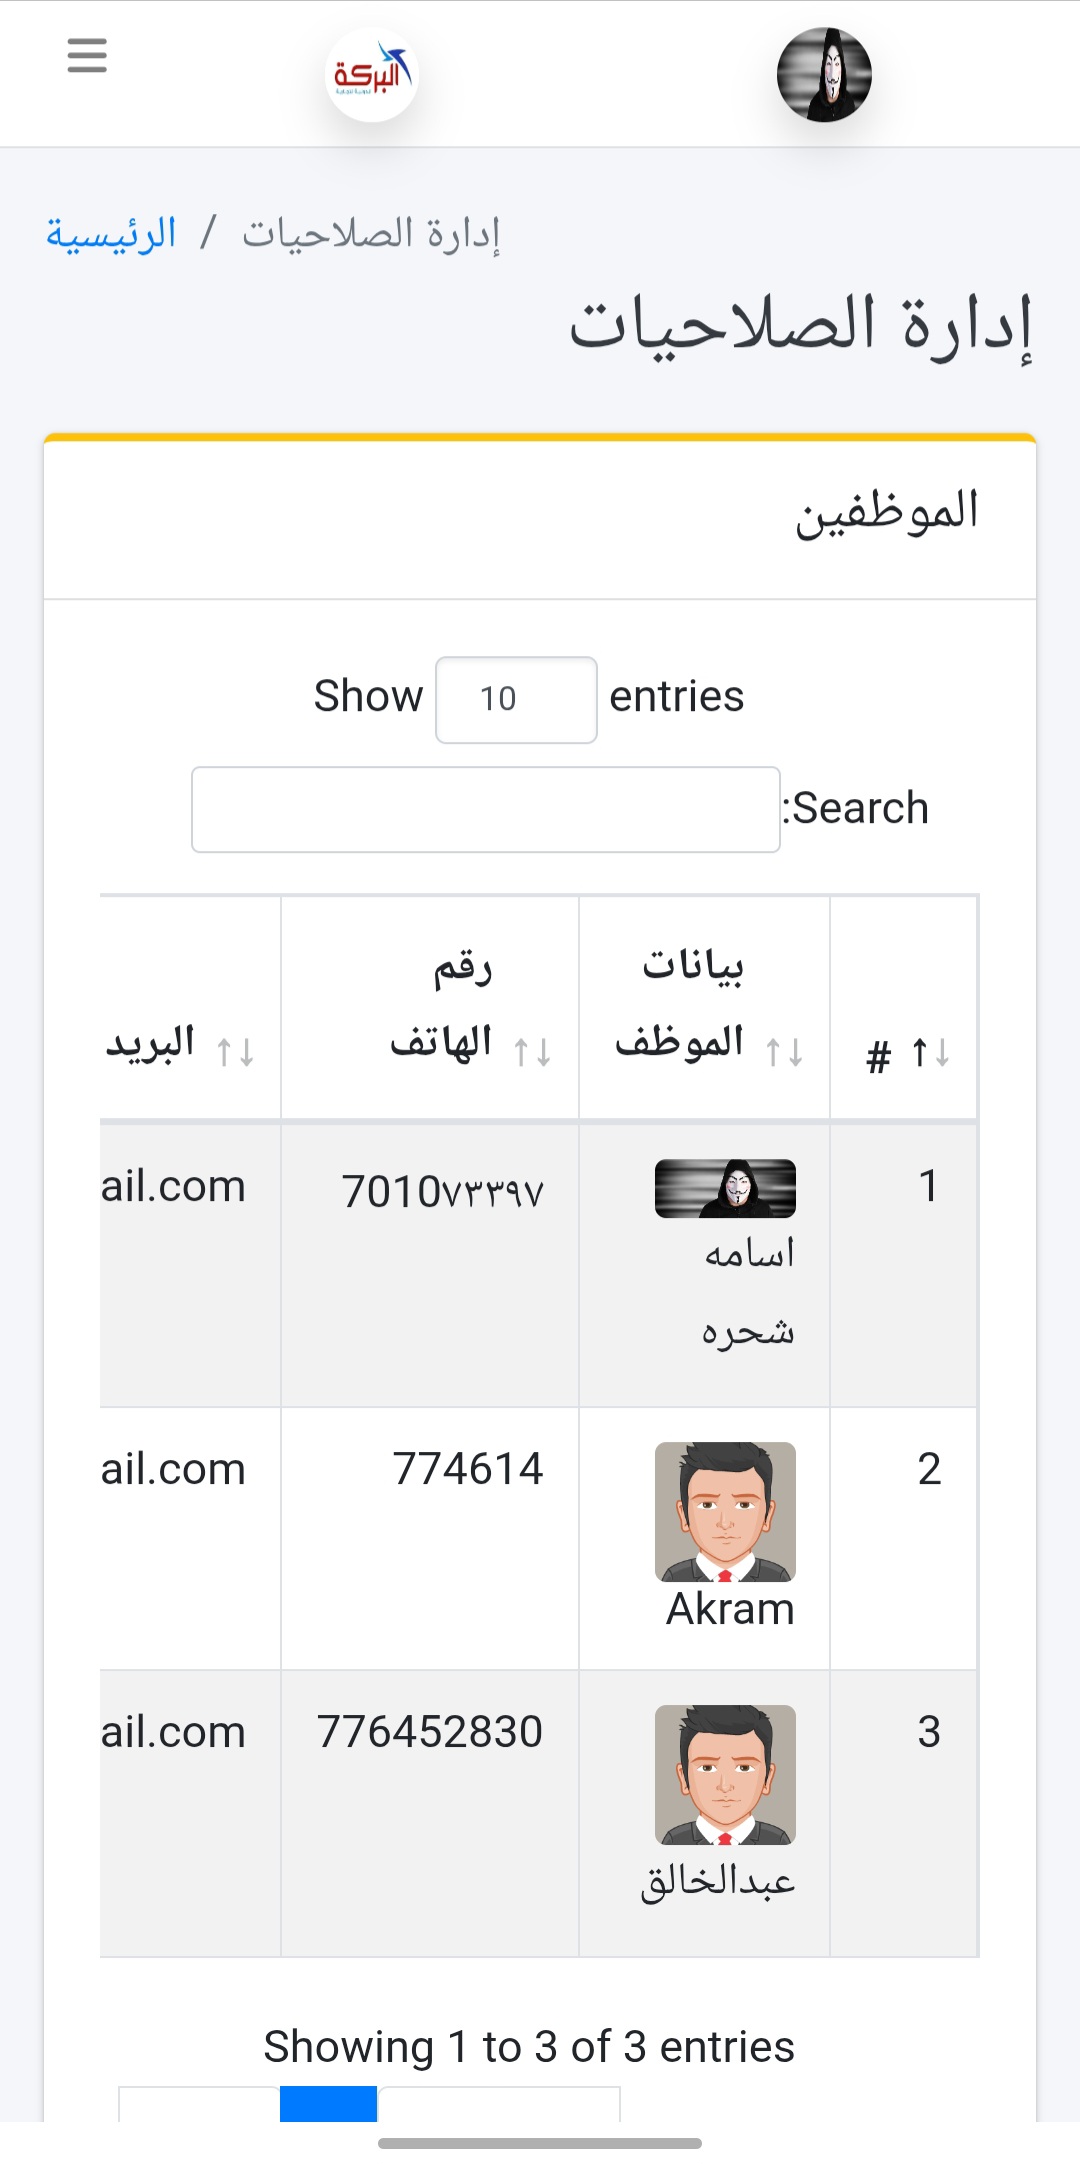 البركة
الرئيسية / إدارة الصلاحيات
إدارة الصلاحيات
الموظفين
Show 10 entries
Search:
# ↑↓ بيانات الموظف ↑↓ رقم الهاتف ↑↓ البريد ↑↓
1 اسامه شحره 7010٧٣٣٩٧ ail.com
2 Akram 774614 ail.com
3 عبدالخالق 776452830 ail.com
Showing 1 to 3 of 3 entries